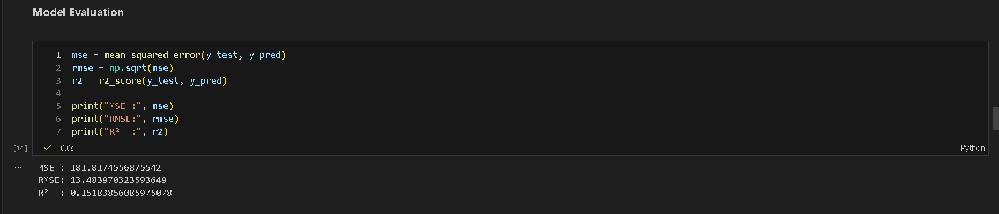 Model Evaluation
1 mse = mean_squared_error(y_test, y_pred)
2 rmse = np.sqrt(mse)
3 r2 = r2_score(y_test, y_pred)
4
5 print("MSE :", mse)
6 print("RMSE:", rmse)
7 print("R²  :", r2)
[14] ✓ 0.0s Python
... MSE : 181.8174556875542
RMSE: 13.483970323593649
R²  : 0.15183856085975078